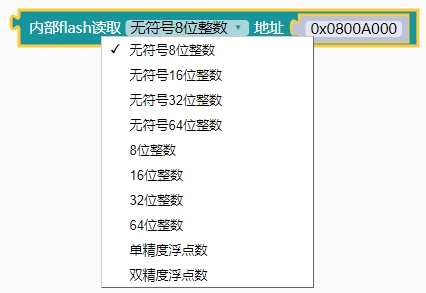 内部flash读取 无符号8位整数 地址 0x0800A000
无符号8位整数
无符号16位整数
无符号32位整数
无符号64位整数
8位整数
16位整数
32位整数
64位整数
单精度浮点数
双精度浮点数